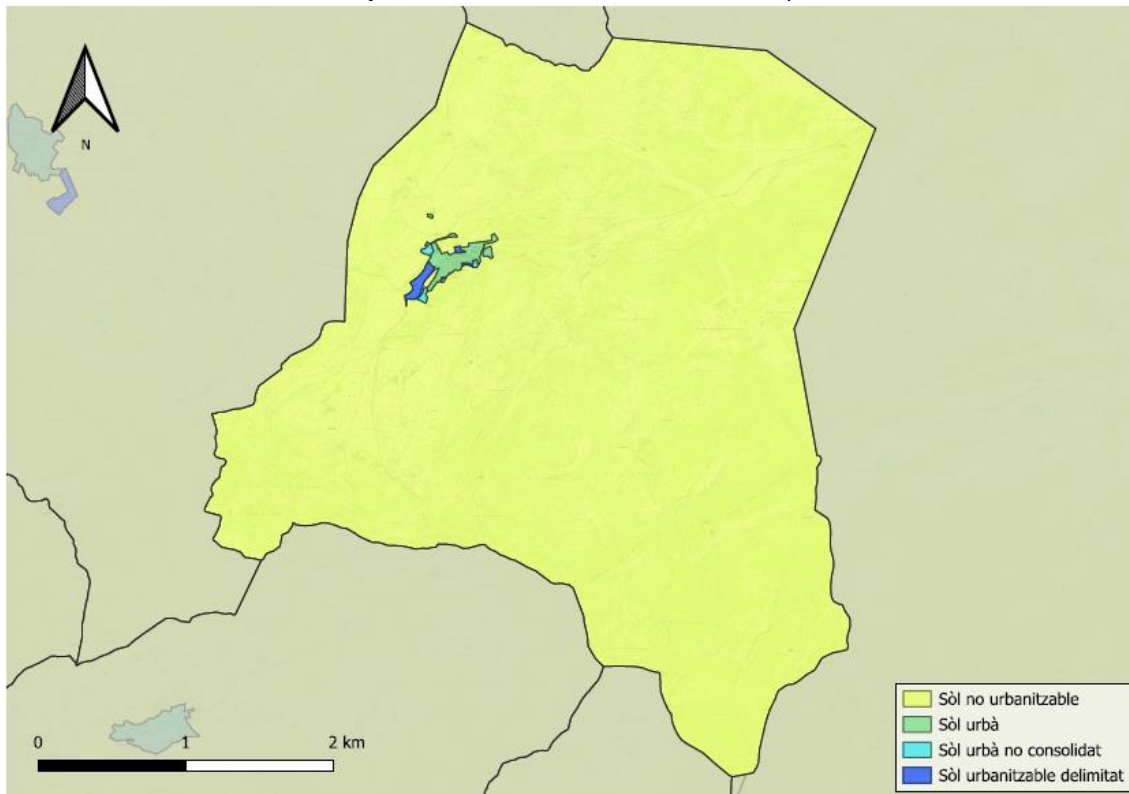 N
Sòl no urbanitzable
Sòl urbà
Sòl urbà no consolidat
Sòl urbanitzable delimitat
0 1 2 km